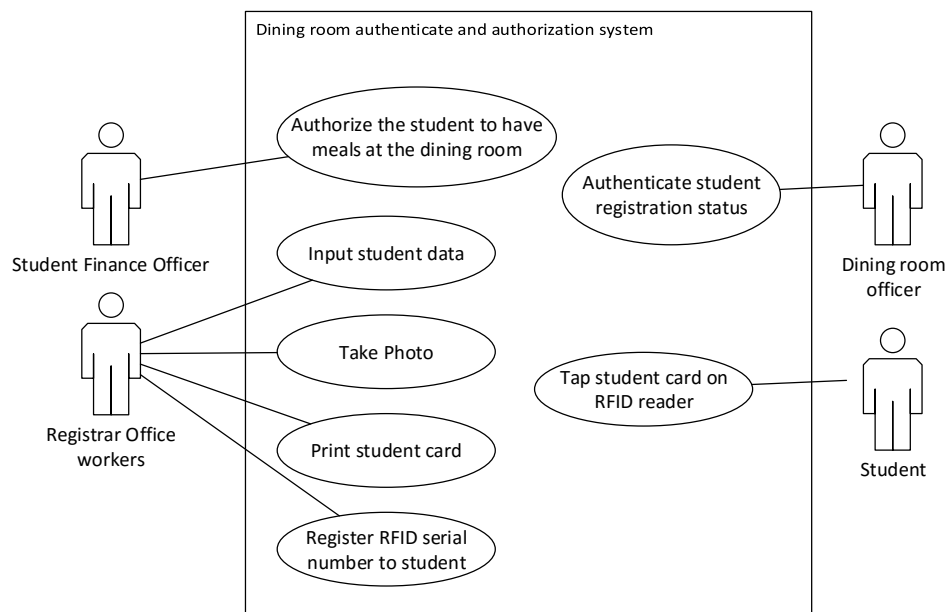 Dining room authenticate and authorization system
Authorize the student to have
meals at the dining room
Authenticate student
registration status
Student Finance Officer
Input student data
Dining room
officer
Take Photo
Tap student card on
RFID reader
Registrar Office
workers
Print student card
Student
Register RFID serial
number to student